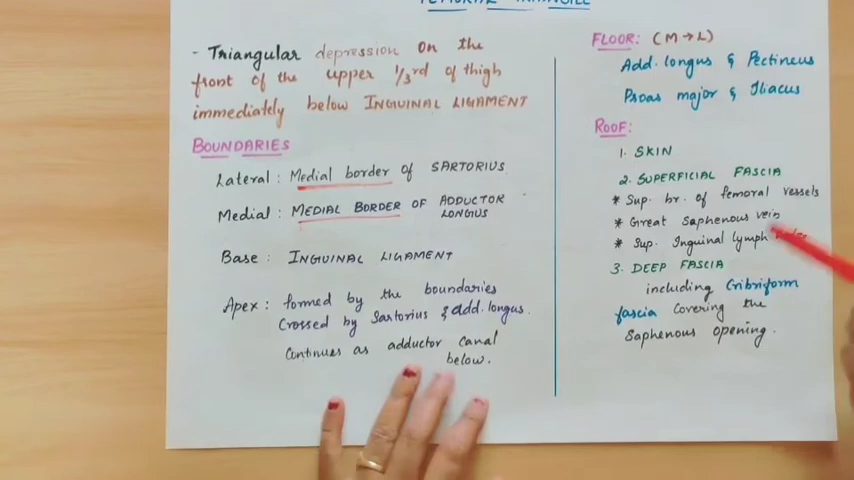 FEMORAL TRIANGLE
- Triangular depression on the
front of the upper 1/3rd of thigh
immediately below INGUINAL LIGAMENT
BOUNDARIES
Lateral : Medial border of SARTORIUS
Medial : MEDIAL BORDER OF ADDUCTOR
LONGUS
Base : INGUINAL LIGAMENT
Apex : formed by the boundaries
Crossed by Sartorius & add. longus.
Continues as adductor canal
below.
FLOOR: (M→L)
Add. longus & Pectineus
Psoas major & Iliacus
ROOF:
1. SKIN
2. SUPERFICIAL FASCIA
* Sup. br. of femoral vessels
* Great Saphenous vein
* Sup. Inguinal lymph
3. DEEP FASCIA
including Cribriform
fascia covering the
Saphenous opening.